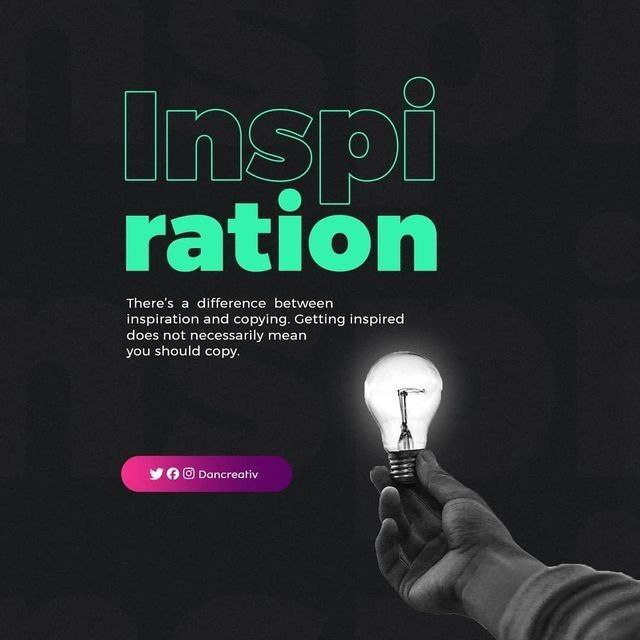 Inspi
ration
There's a difference between
inspiration and copying. Getting inspired
does not necessarily mean
you should copy.
Dancreativ